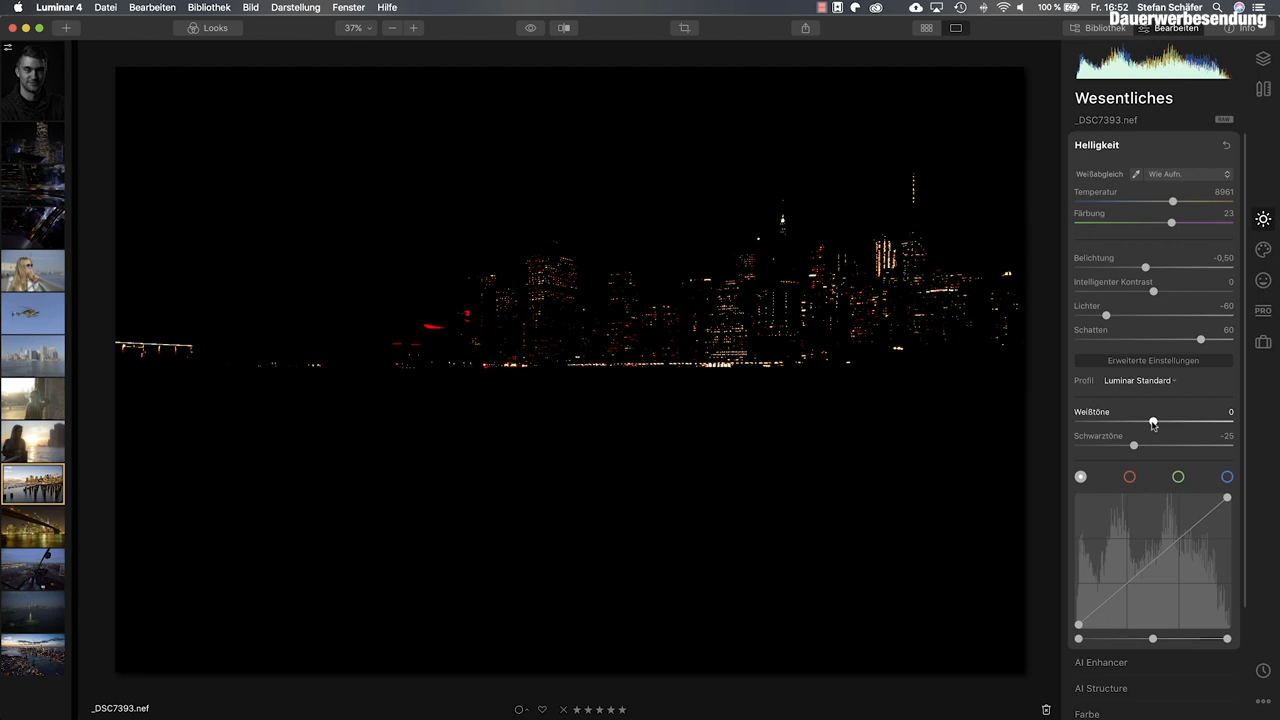 Luminar 4 Datei Bearbeiten Bibliothek Bild Darstellung Fenster Hilfe 100 % Fr. 16:52 Stefan Schäfer
Dauerwerbesendung
Looks 37% Bibliothek Bearbeiten Info
Wesentliches
_DSC7393.nef RAW
Helligkeit
Weißabgleich Wie Aufn.
Temperatur 8961
Färbung 23
Belichtung -0,50
Intelligenter Kontrast 0
Lichter -60
Schatten 60
Erweiterte Einstellungen
Profil Luminar Standard
Weißtöne 0
Schwarztöne -25
AI Enhancer
AI Structure
Farbe
PRO
_DSC7393.nef